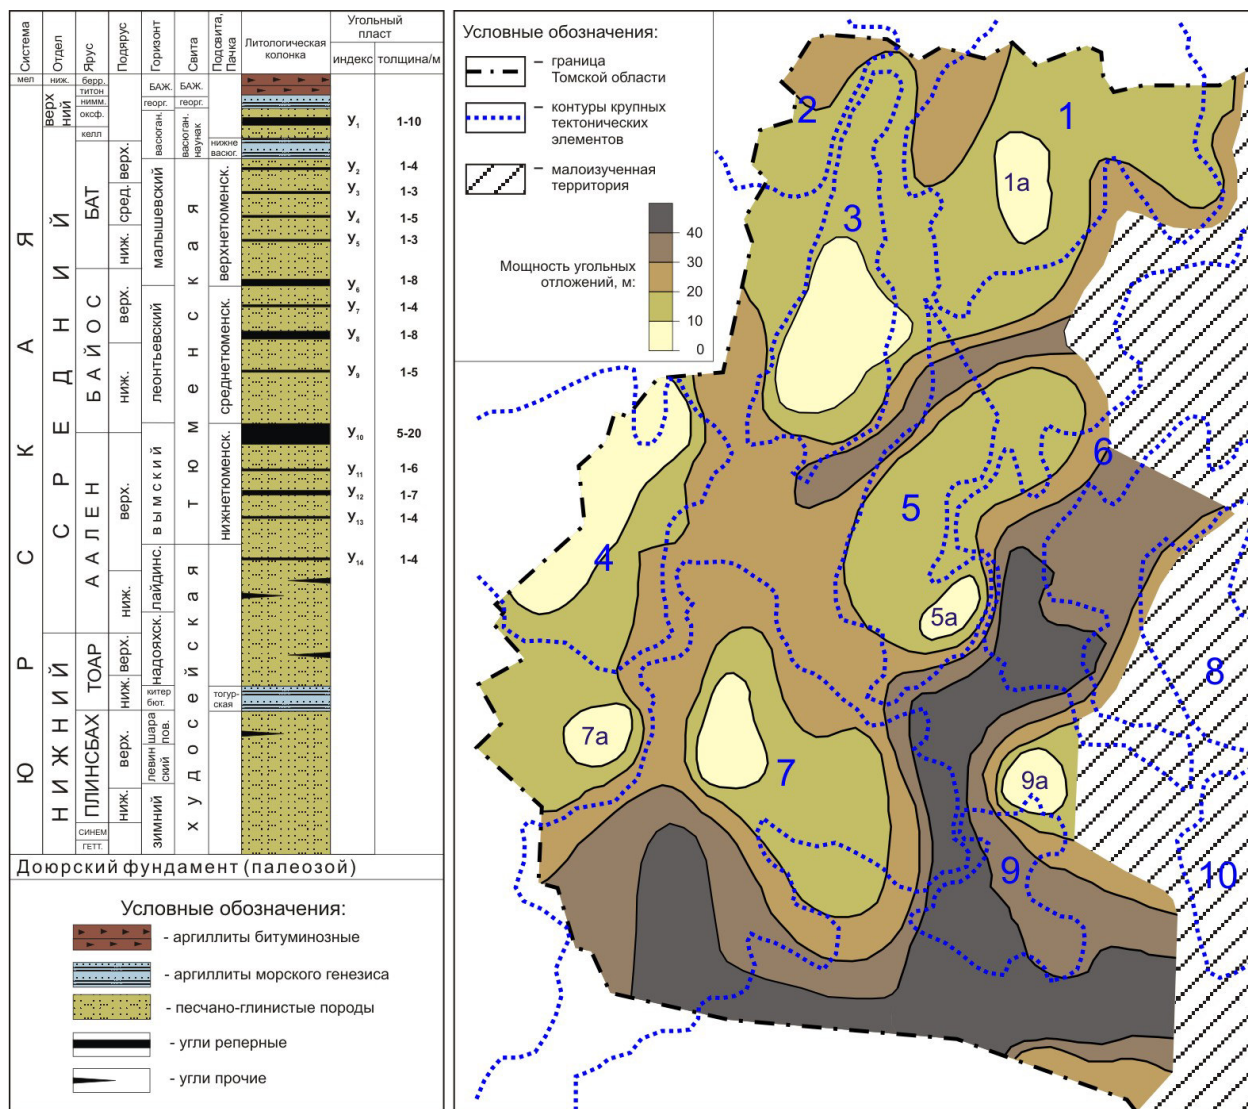 Система
Отдел
Ярус
Подярус
Горизонт
Свита
Подсвита,
Пачка
Литологическая
колонка
Угольный
пласт
индекс
толщина/м
мел
ниж.
берр.
титон
нимм.
оксф.
келл
БАЖ.
БАЖ.
георг.
георг.
верх
ний
васюган.
васюган.
наунак
нижне
васюг.
ЮРСКАЯ
СРЕДНИЙ
НИЖНИЙ
БАТ
БАЙОС
ААЛЕН
ТОАР
ПЛИНСБАХ
СИНЕМ
ГЕТТ.
верх.
сред.
ниж.
верх.
ниж.
верх.
ниж.
верх.
ниж.
верх.
ниж.
малышевский
леонтьевский
вымский
лайдинс.
надояхск.
китер
бют.
шара
пов.
левин
ский
зимний
тюменская
худосейская
верхнетюменск.
среднетюменск.
нижнетюменск.
тогур-
ская
У1 1-10
У2 1-4
У3 1-3
У4 1-5
У5 1-3
У6 1-8
У7 1-4
У8 1-8
У9 1-5
У10 5-20
У11 1-6
У12 1-7
У13 1-4
У14 1-4
Доюрский фундамент (палеозой)
Условные обозначения:
- аргиллиты битуминозные
- аргиллиты морского генезиса
- песчано-глинистые породы
- угли реперные
- угли прочие
Условные обозначения:
– граница
Томской области
– контуры крупных
тектонических
элементов
– малоизученная
территория
Мощность угольных
отложений, м:
40
30
20
10
0
1
1а
2
3
4
5
5а
6
7
7а
8
9
9а
10